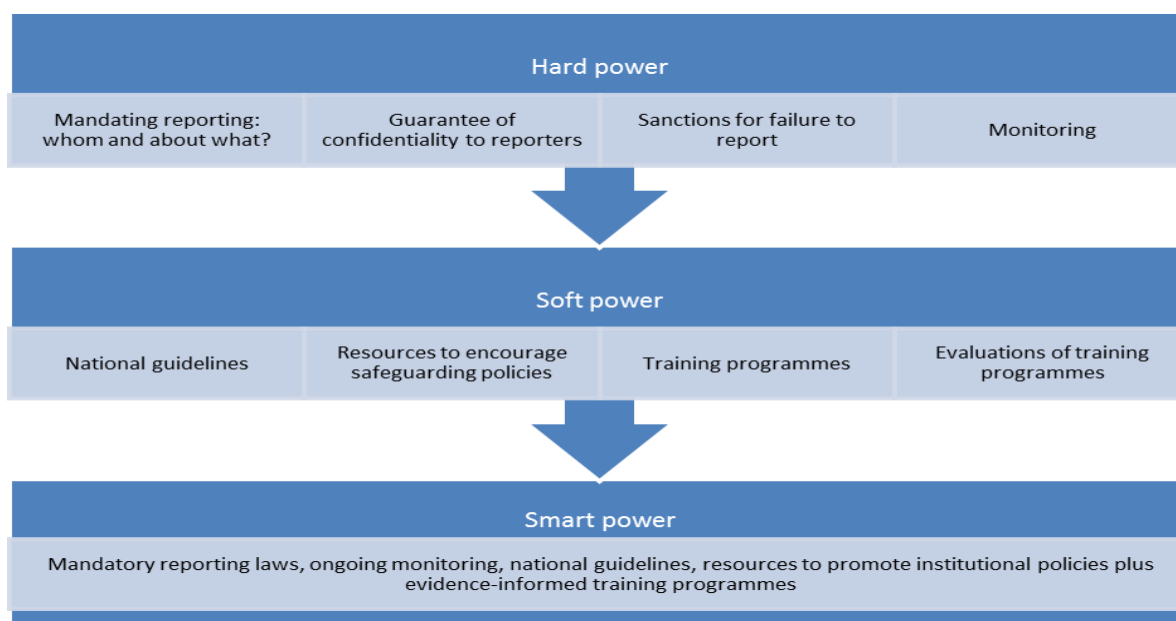 Hard power
Mandating reporting:
whom and about what?
Guarantee of
confidentiality to reporters
Sanctions for failure to
report
Monitoring
Soft power
National guidelines
Resources to encourage
safeguarding policies
Training programmes
Evaluations of training
programmes
Smart power
Mandatory reporting laws, ongoing monitoring, national guidelines, resources to promote institutional policies plus
evidence-informed training programmes